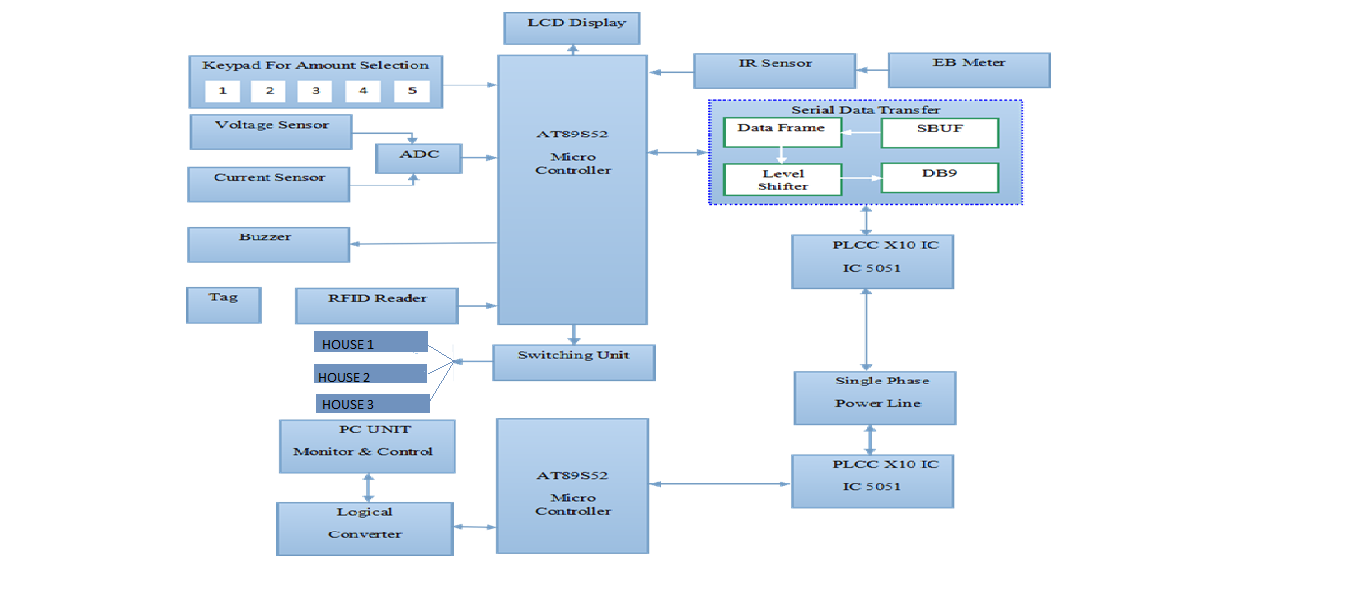 LCD Display
Keypad For Amount Selection
1 2 3 4 5
IR Sensor
EB Meter
Voltage Sensor
ADC
Current Sensor
AT89S52
Micro
Controller
Serial Data Transfer
Data Frame
SBUF
Level
Shifter
DB9
Buzzer
PLCC X10 IC
IC 5051
Tag
RFID Reader
HOUSE 1
HOUSE 2
HOUSE 3
Switching Unit
Single Phase
Power Line
PC UNIT
Monitor & Control
AT89S52
Micro
Controller
PLCC X10 IC
IC 5051
Logical
Converter